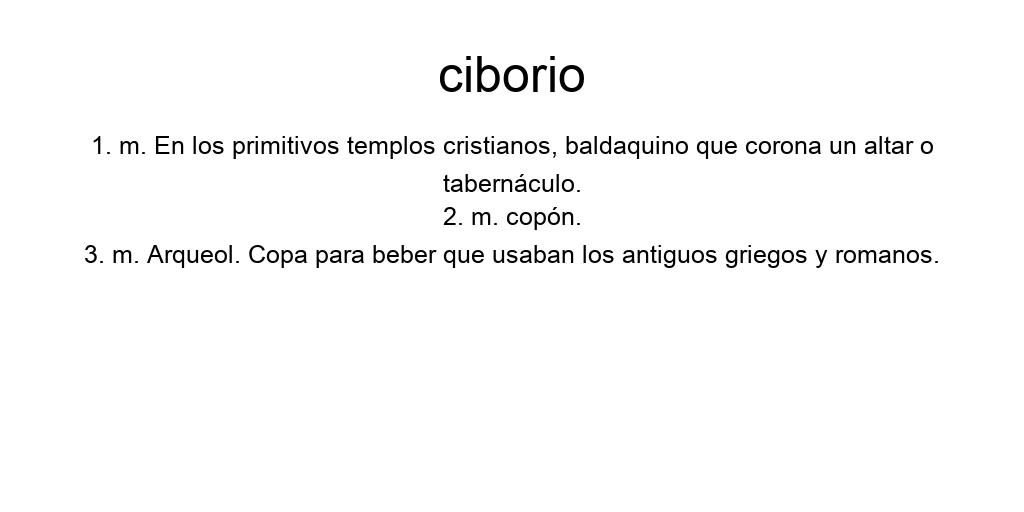 ciborio
1. m. En los primitivos templos cristianos, baldaquino que corona un altar o
tabernáculo.
2. m. copón.
3. m. Arqueol. Copa para beber que usaban los antiguos griegos y romanos.